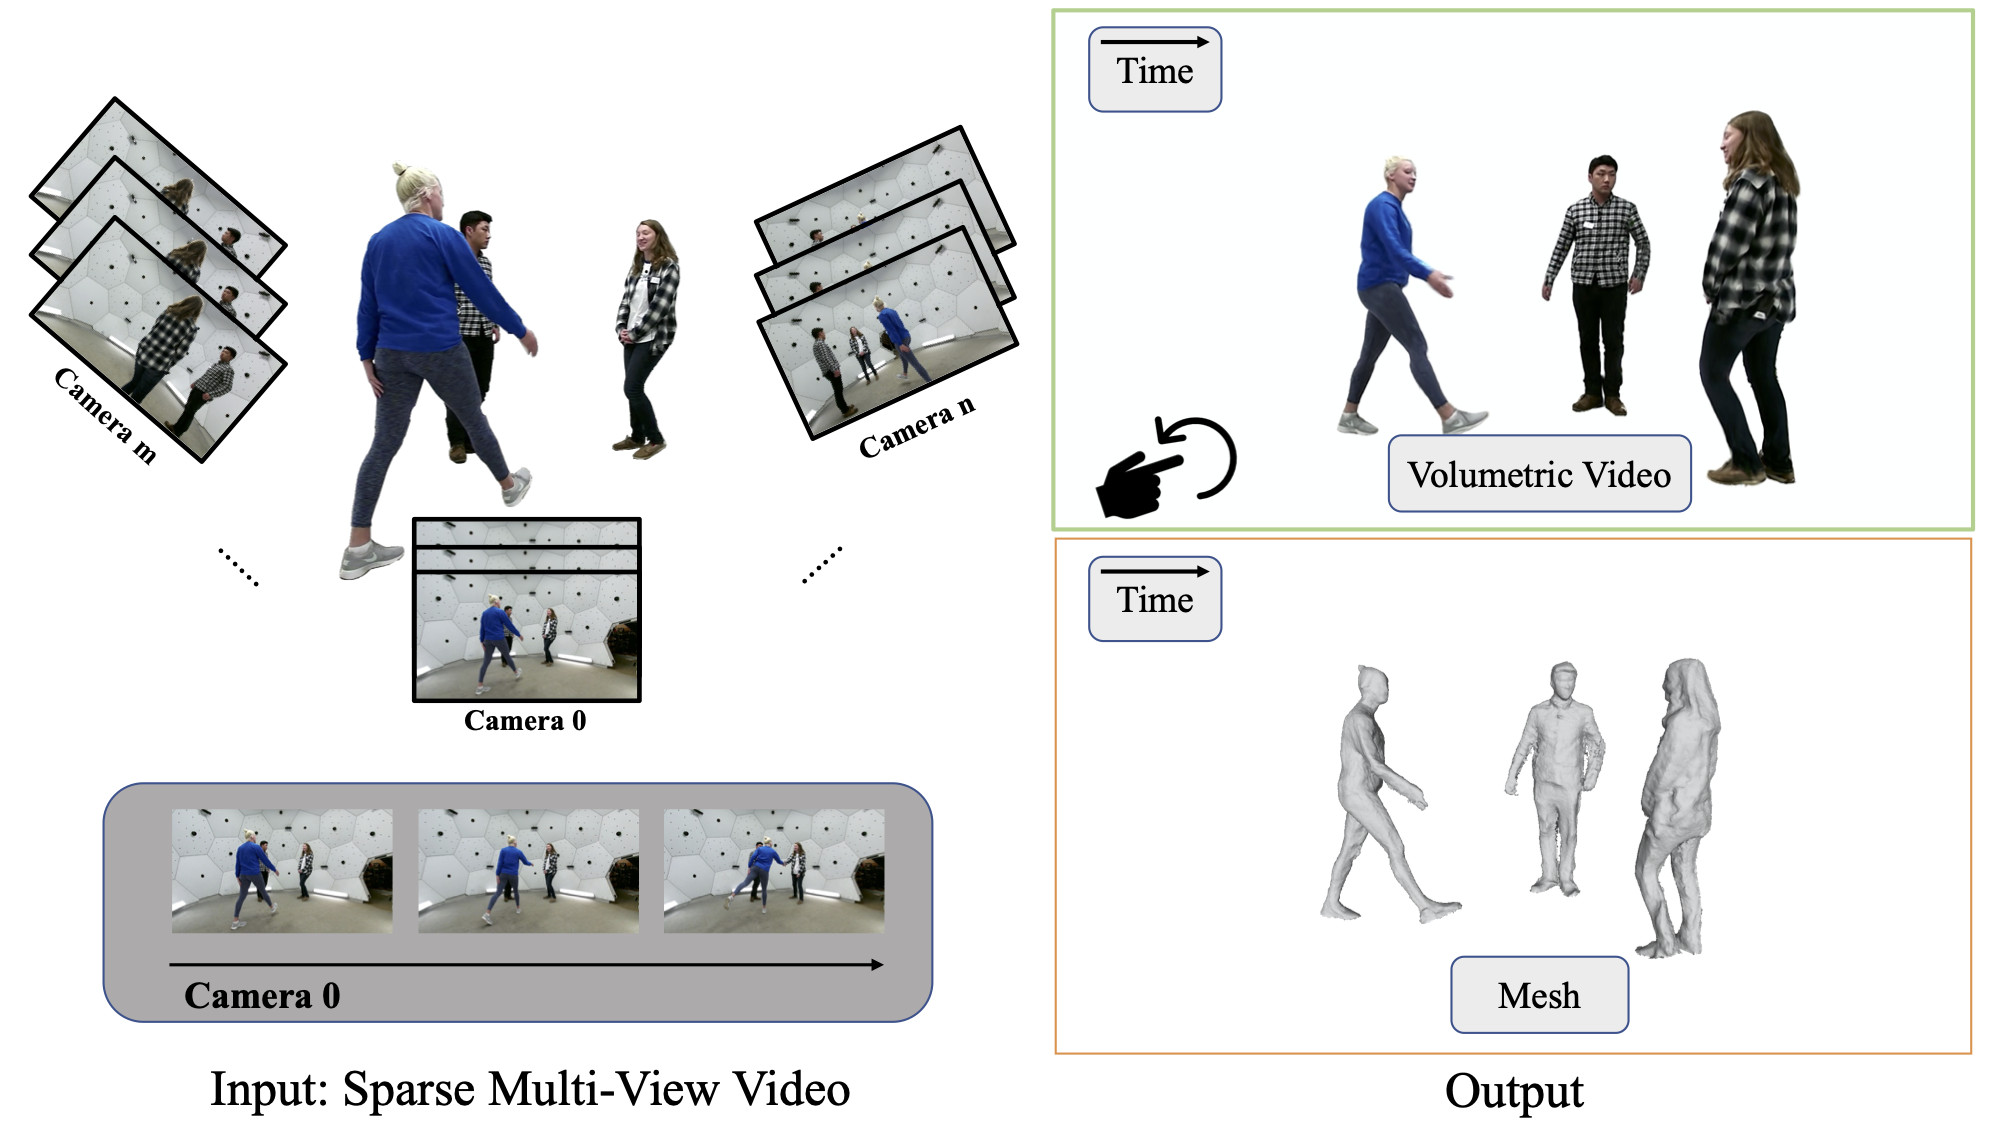 Camera m
Camera n
Camera 0
Camera 0
Input: Sparse Multi-View Video
Time
Volumetric Video
Time
Mesh
Output